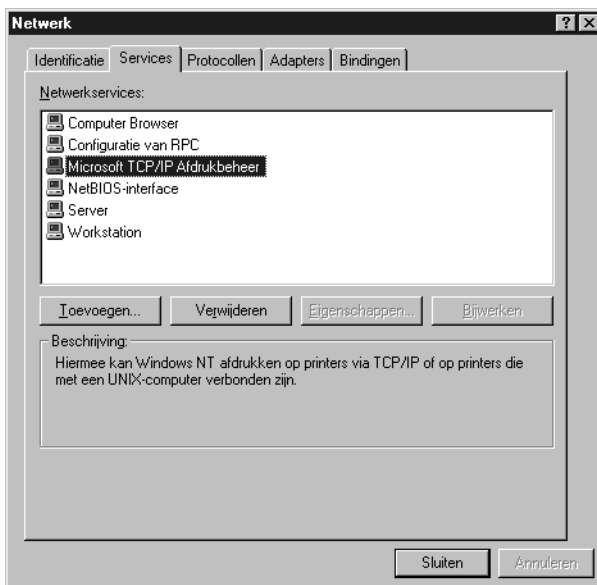 Netwerk
Identificatie Services Protocollen Adapters Bindingen
Netwerkservices:
Computer Browser
Configuratie van RPC
Microsoft TCP/IP Afdrukbeheer
NetBIOS-interface
Server
Workstation
Toevoegen... Verwijderen Eigenschappen... Bijwerken
Beschrijving:
Hiermee kan Windows NT afdrukken op printers via TCP/IP of op printers die
met een UNIX-computer verbonden zijn.
Sluiten Annuleren